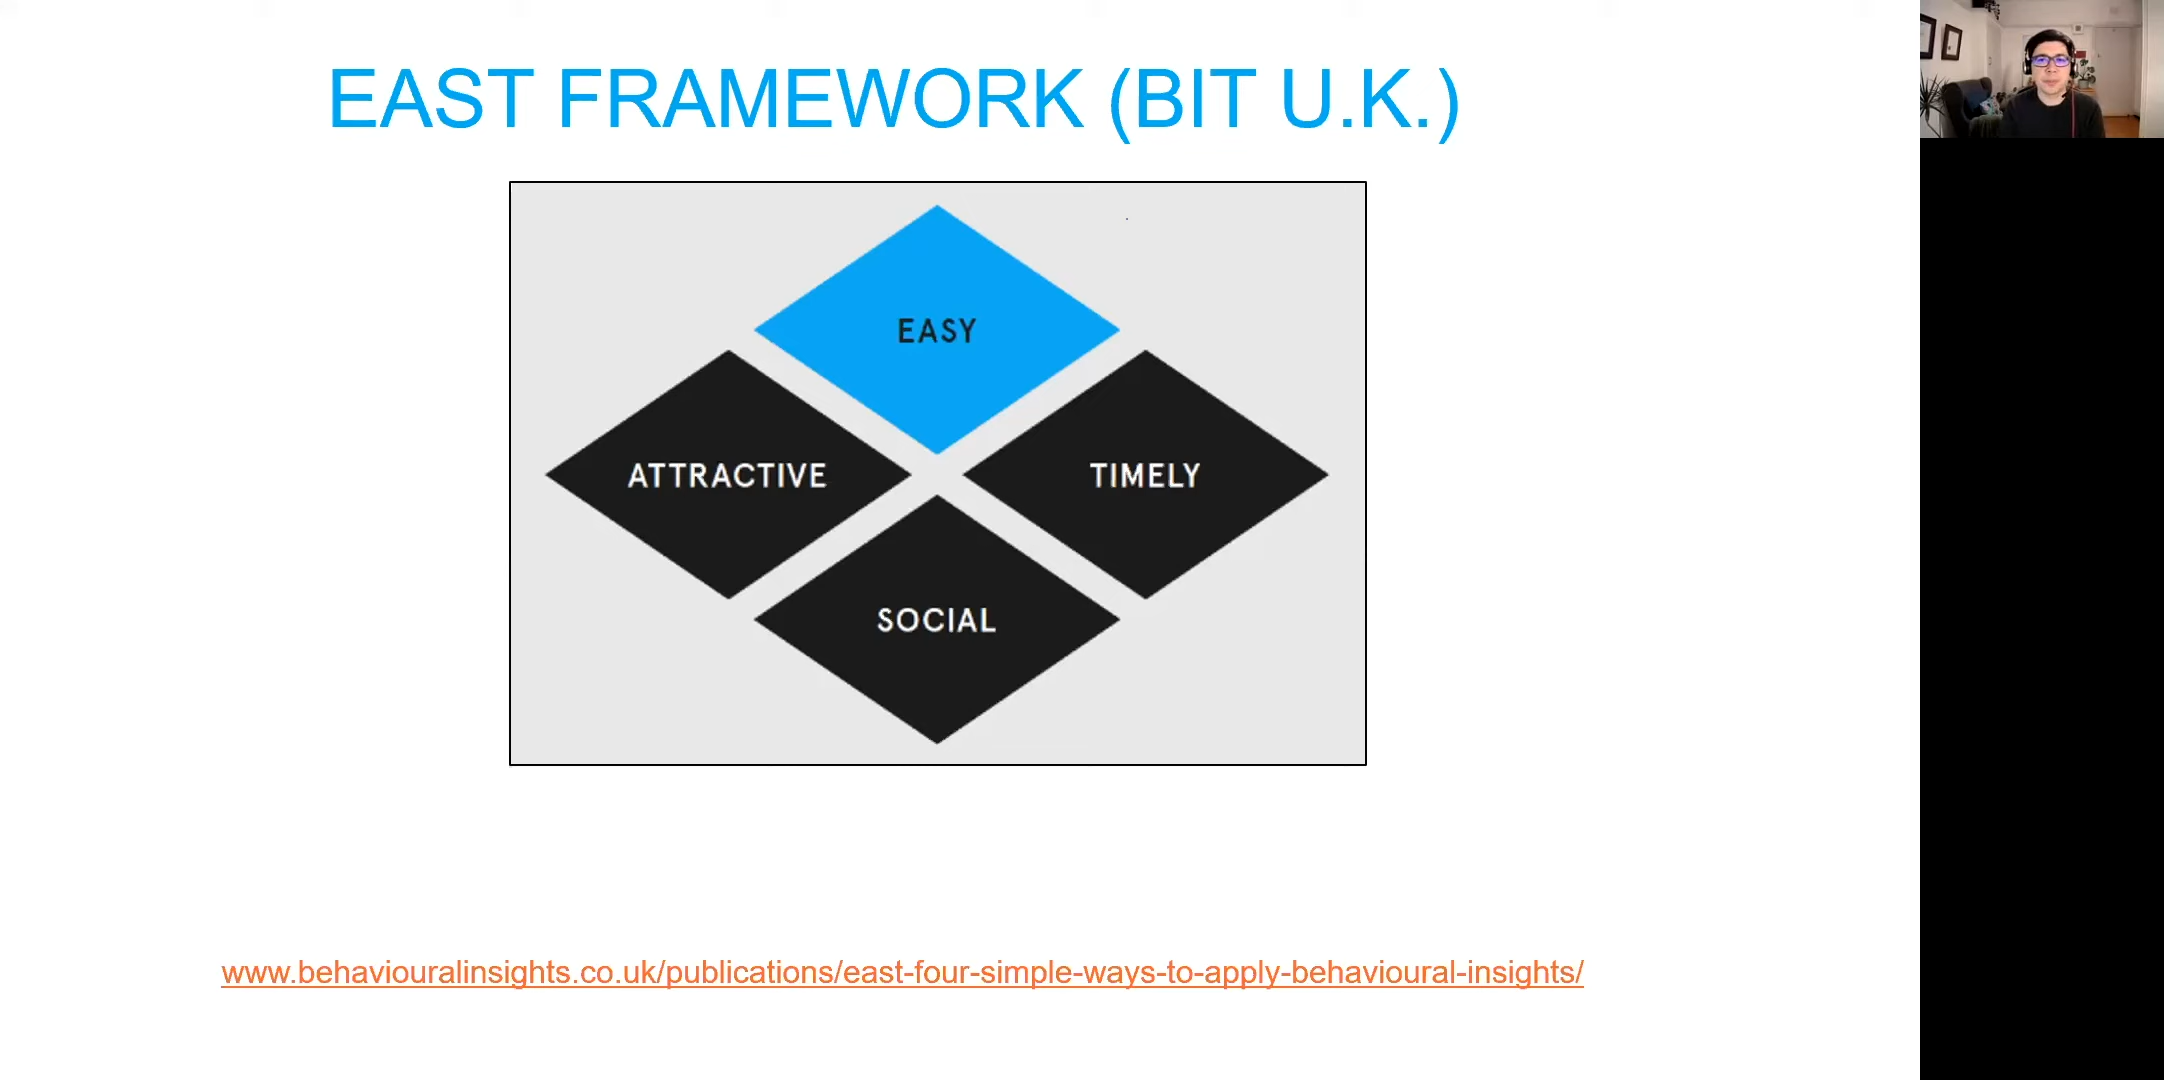 EAST FRAMEWORK (BIT U.K.)
EASY
ATTRACTIVE
TIMELY
SOCIAL
www.behaviouralinsights.co.uk/publications/east-four-simple-ways-to-apply-behavioural-insights/